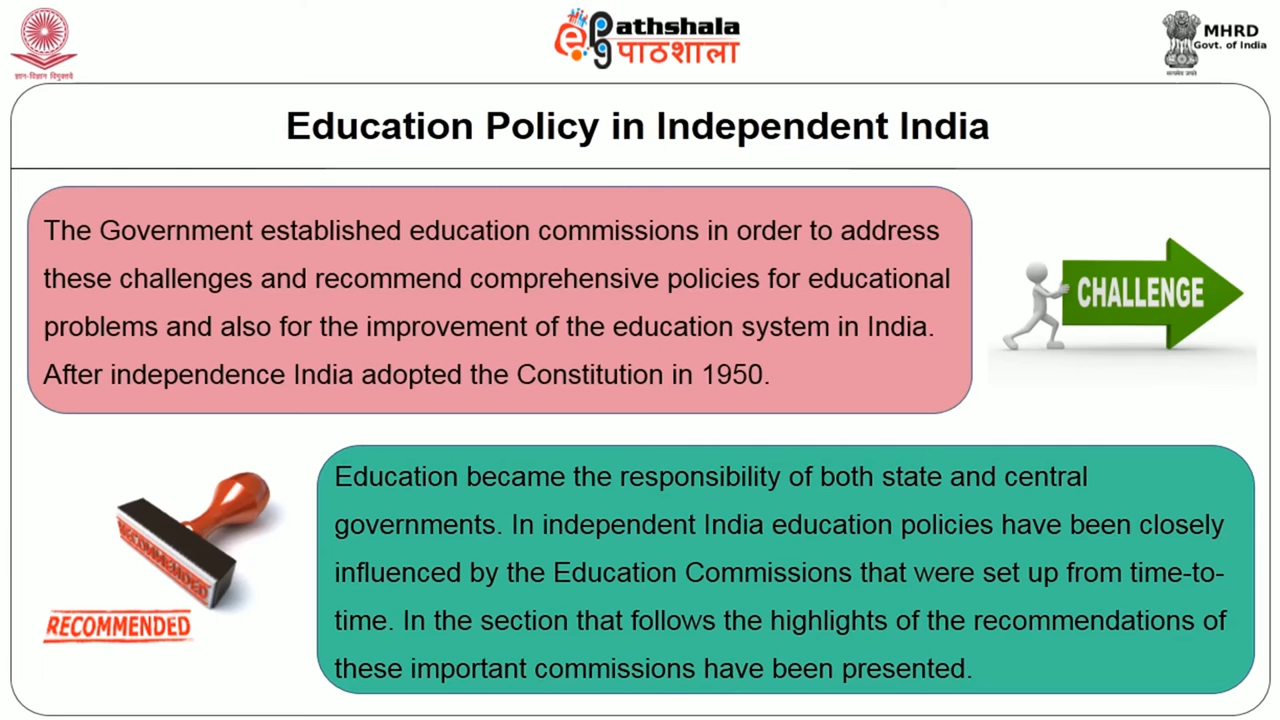 ज्ञान-विज्ञान विमुक्तये
ePathshala
पाठशाला
MHRD
Govt. of India
सत्यमेव जयते
Education Policy in Independent India
The Government established education commissions in order to address
these challenges and recommend comprehensive policies for educational
problems and also for the improvement of the education system in India.
After independence India adopted the Constitution in 1950.
CHALLENGE
Education became the responsibility of both state and central
governments. In independent India education policies have been closely
influenced by the Education Commissions that were set up from time-to-
time. In the section that follows the highlights of the recommendations of
these important commissions have been presented.
RECOMMENDED
RECOMMENDED